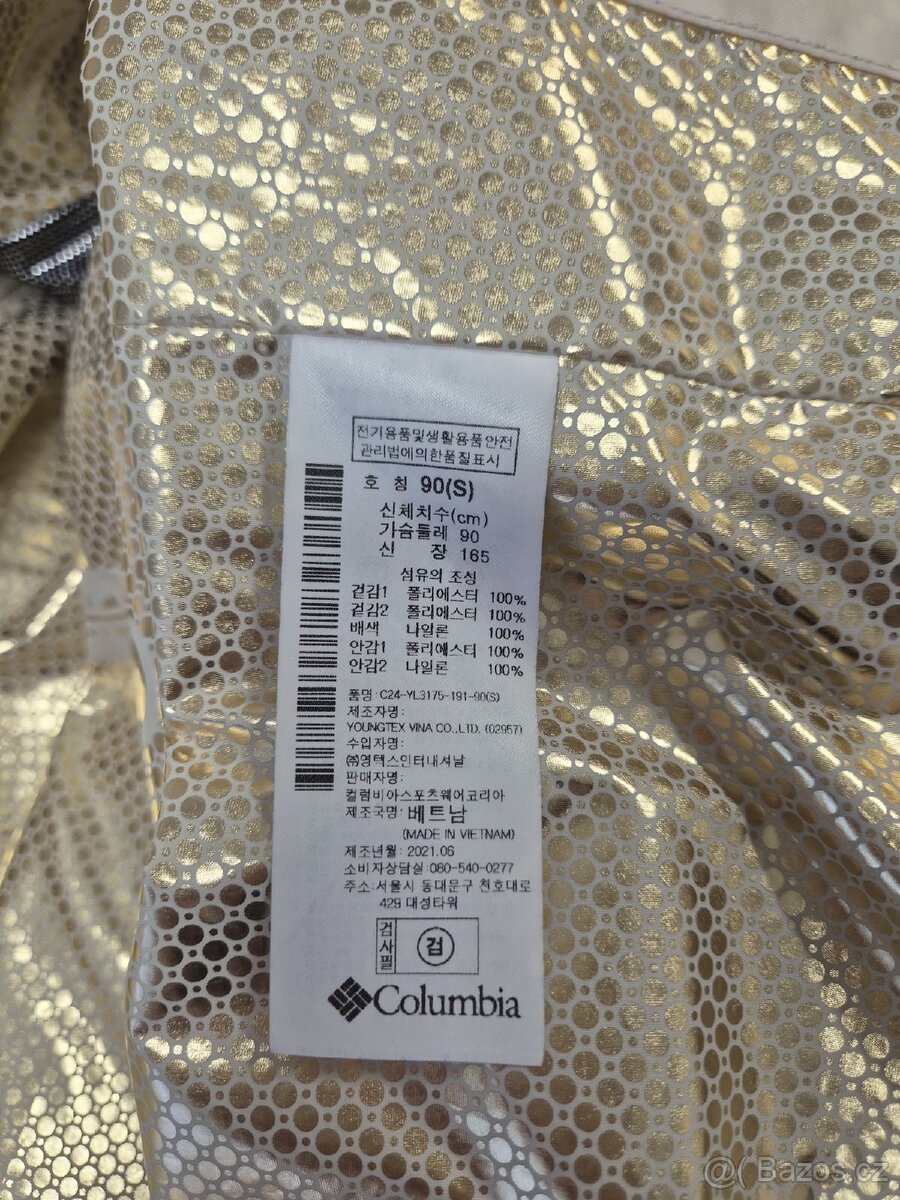 전기용품및생활용품안전
관리법에의한품질표시
호 칭 90(S)
신체치수(cm)
가슴둘레 90
신 장 165
섬유의 조성
겉감1 폴리에스터 100%
겉감2 폴리에스터 100%
배색 나일론 100%
안감1 폴리에스터 100%
안감2 나일론 100%
품명: C24-YL3175-191-90(S)
제조자명:
YOUNGTEX VINA CO.,LTD. (02957)
수입자명:
㈜영텍스인터내셔날
판매자명:
컬럼비아스포츠웨어코리아
제조국명: 베트남
(MADE IN VIETNAM)
제조년월: 2021.06
소비자상담실:080-540-0277
주소:서울시 동대문구 천호대로
429 대성타워
검사필
검
Columbia
@ Bazos.cz